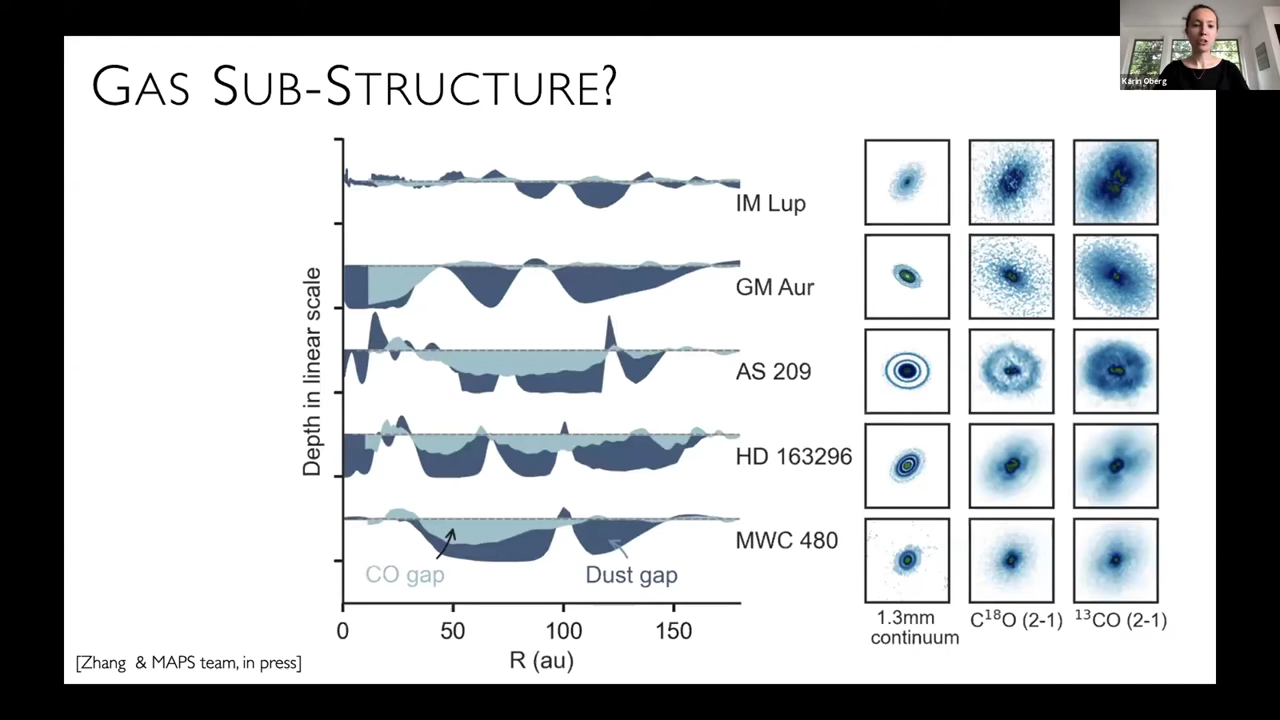 Karin Oberg
GAS SUB-STRUCTURE?
Depth in linear scale
IM Lup
GM Aur
AS 209
HD 163296
MWC 480
CO gap
Dust gap
0
50
100
150
R (au)
1.3mm
continuum
C¹⁸O (2-1)
¹³CO (2-1)
[Zhang & MAPS team, in press]